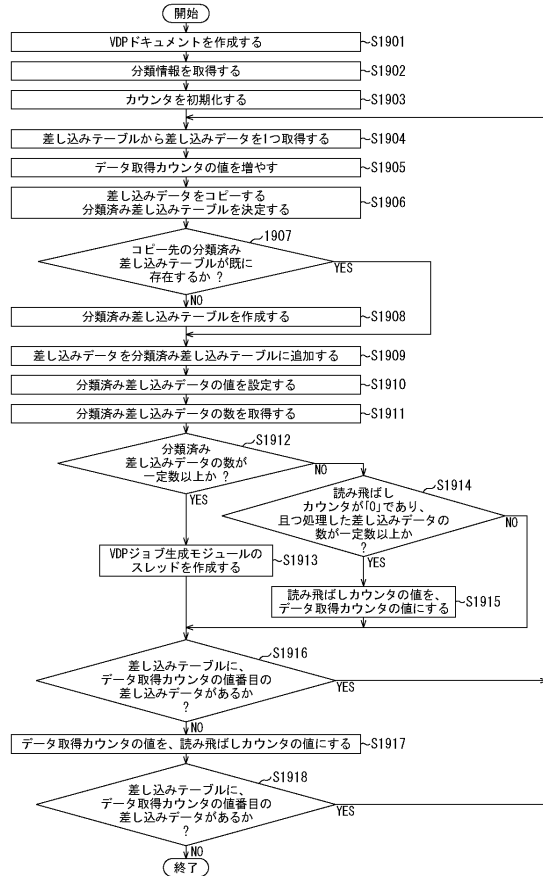 開始
VDPドキュメントを作成する
S1901
分類情報を取得する
S1902
カウンタを初期化する
S1903
差し込みテーブルから差し込みデータを1つ取得する
S1904
データ取得カウンタの値を増やす
S1905
差し込みデータをコピーする
分類済み差し込みテーブルを決定する
S1906
1907
コピー先の分類済み
差し込みテーブルが既に
存在するか ?
YES
NO
分類済み差し込みテーブルを作成する
S1908
差し込みデータを分類済み差し込みテーブルに追加する
S1909
分類済み差し込みデータの値を設定する
S1910
分類済み差し込みデータの数を取得する
S1911
S1912
分類済み
差し込みデータの数が
一定数以上か ?
NO
YES
S1914
読み飛ばし
カウンタが「0」であり、
且つ処理した差し込みデータの
数が一定数以上か
?
NO
YES
VDPジョブ生成モジュールの
スレッドを作成する
S1913
読み飛ばしカウンタの値を、
データ取得カウンタの値にする
S1915
S1916
差し込みテーブルに、
データ取得カウンタの値番目の
差し込みデータがあるか
?
YES
NO
データ取得カウンタの値を、読み飛ばしカウンタの値にする
S1917
S1918
差し込みテーブルに、
データ取得カウンタの値番目の
差し込みデータがあるか
?
YES
NO
終了